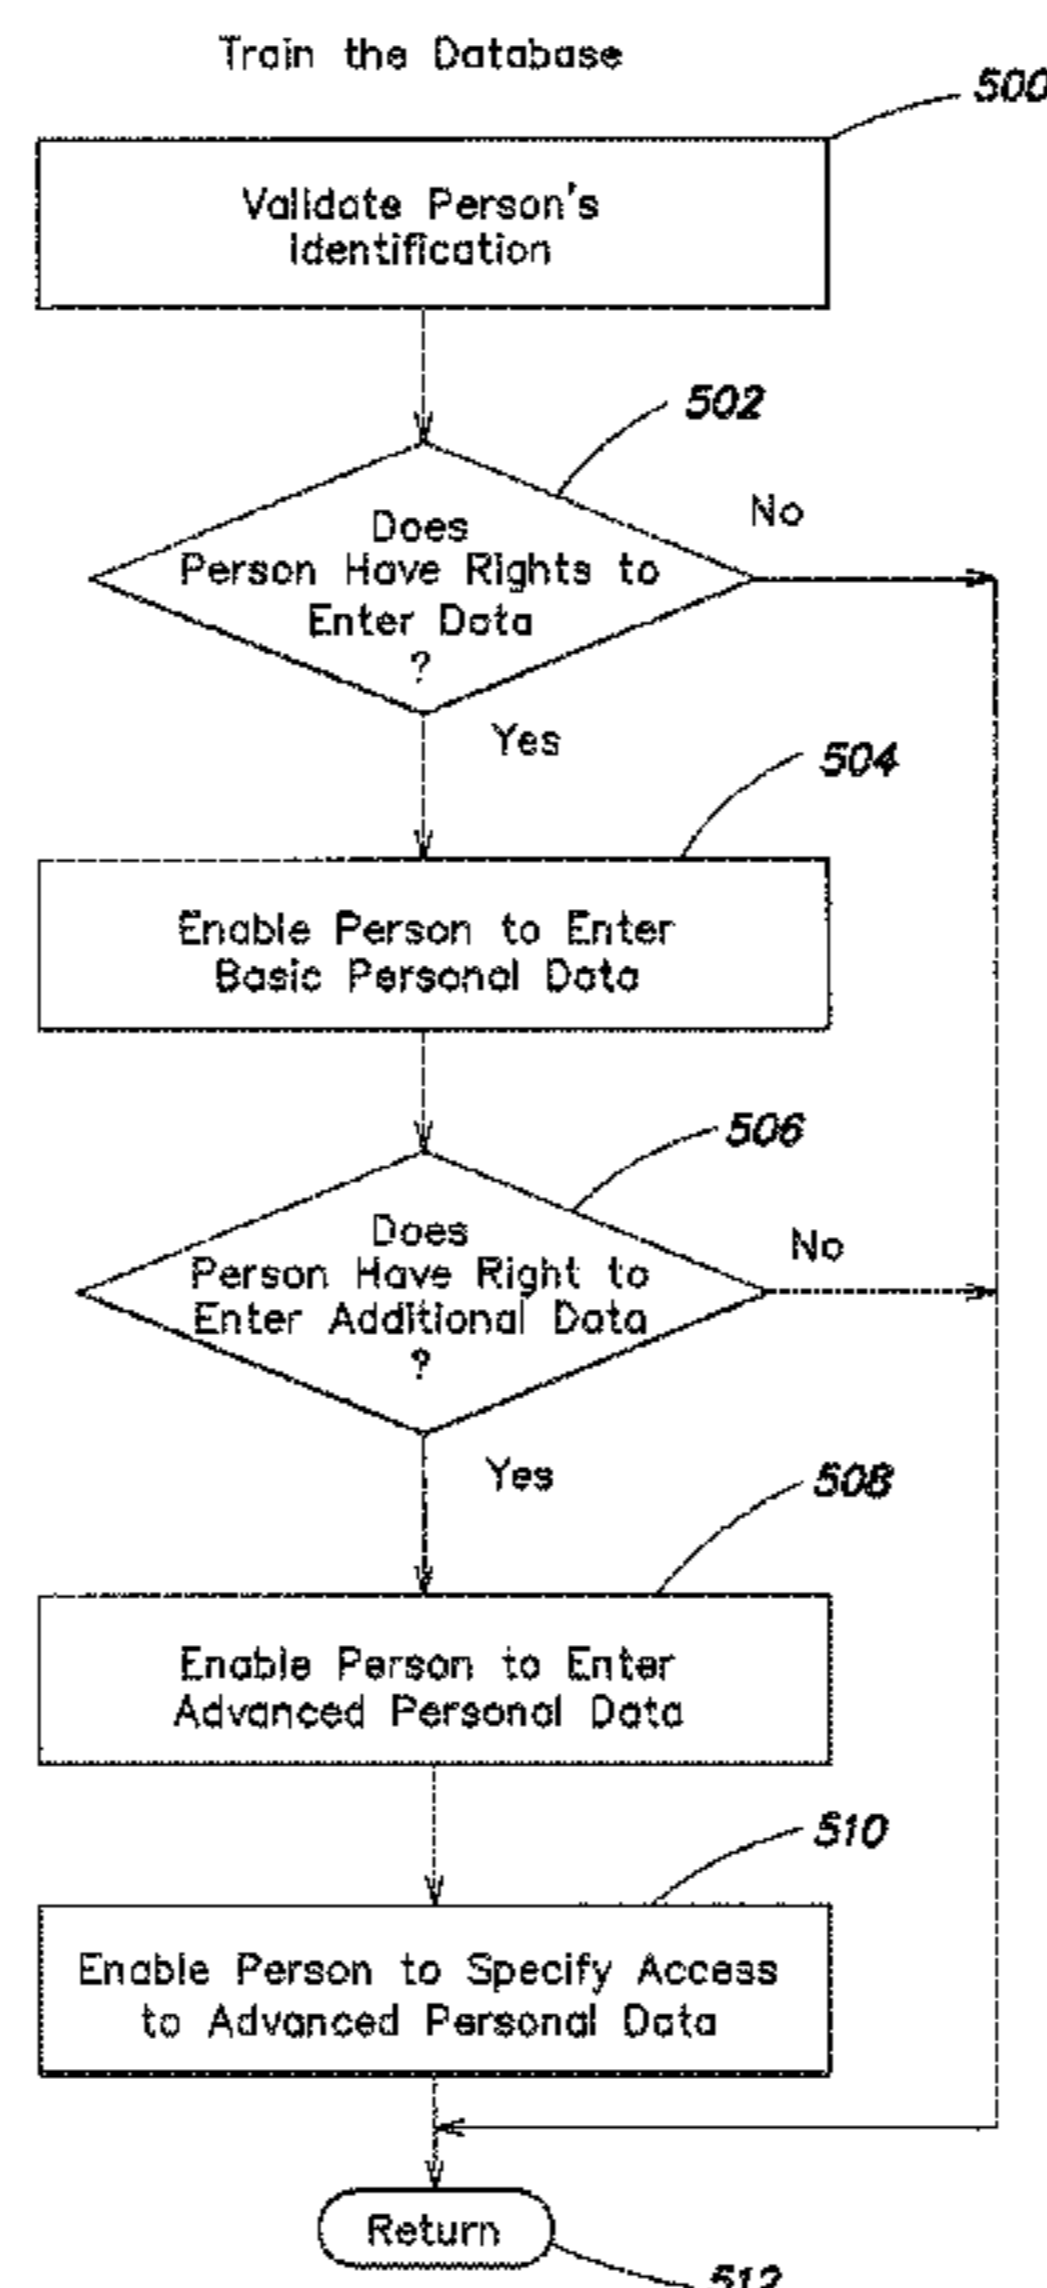 Train the Database
500
Validate Person's
Identification
502
Does
Person Have Rights to
Enter Data
?
No
Yes
504
Enable Person to Enter
Basic Personal Data
506
Does
Person Have Right to
Enter Additional Data
?
No
Yes
508
Enable Person to Enter
Advanced Personal Data
510
Enable Person to Specify Access
to Advanced Personal Data
Return
512